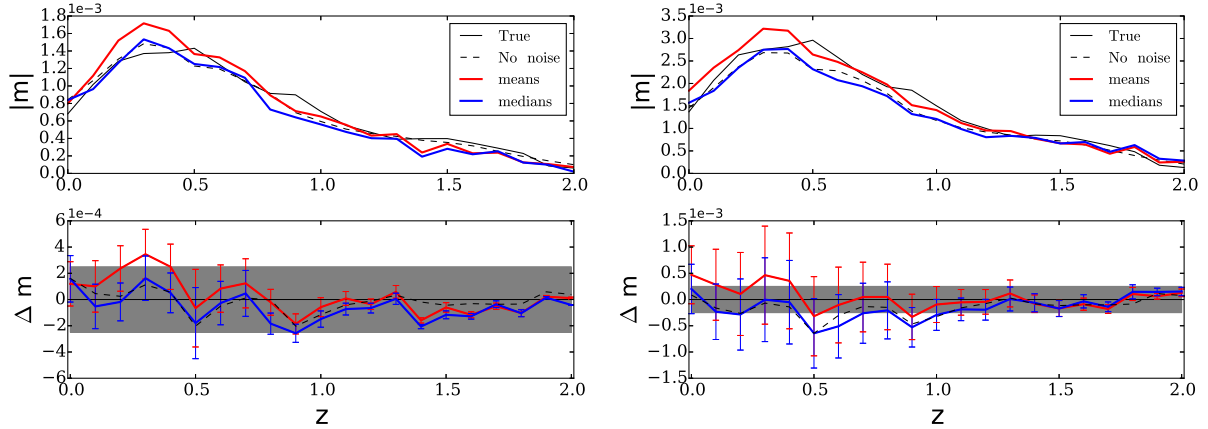 1e−3
1.8
1.6
1.4
1.2
1.0
0.8
0.6
0.4
0.2
0.0
|m|
True
No noise
means
medians
0.0 0.5 1.0 1.5 2.0
1e−4
6
4
2
0
−2
−4
−6
Δ m
0.0 0.5 1.0 1.5 2.0
z
1e−3
3.5
3.0
2.5
2.0
1.5
1.0
0.5
0.0
|m|
True
No noise
means
medians
0.0 0.5 1.0 1.5 2.0
1e−3
1.5
1.0
0.5
0.0
−0.5
−1.0
−1.5
Δ m
0.0 0.5 1.0 1.5 2.0
z